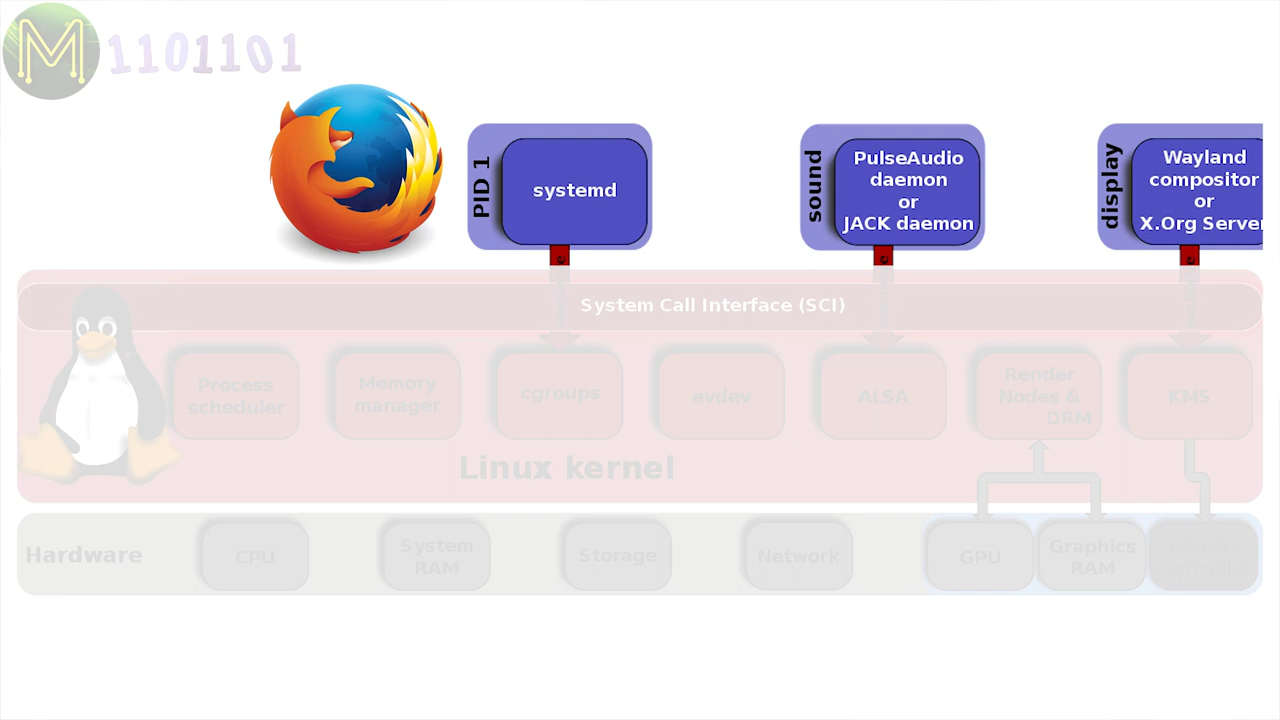 M 1101101
PID 1
systemd
sound
PulseAudio
daemon
or
JACK daemon
display
Wayland
compositor
or
X.Org Server
System Call Interface (SCI)
Process
scheduler
Memory
manager
cgroups
evdev
ALSA
Render
Nodes &
DRM
KMS
Linux kernel
Hardware
CPU
System
RAM
Storage
Network
GPU
Graphics
RAM